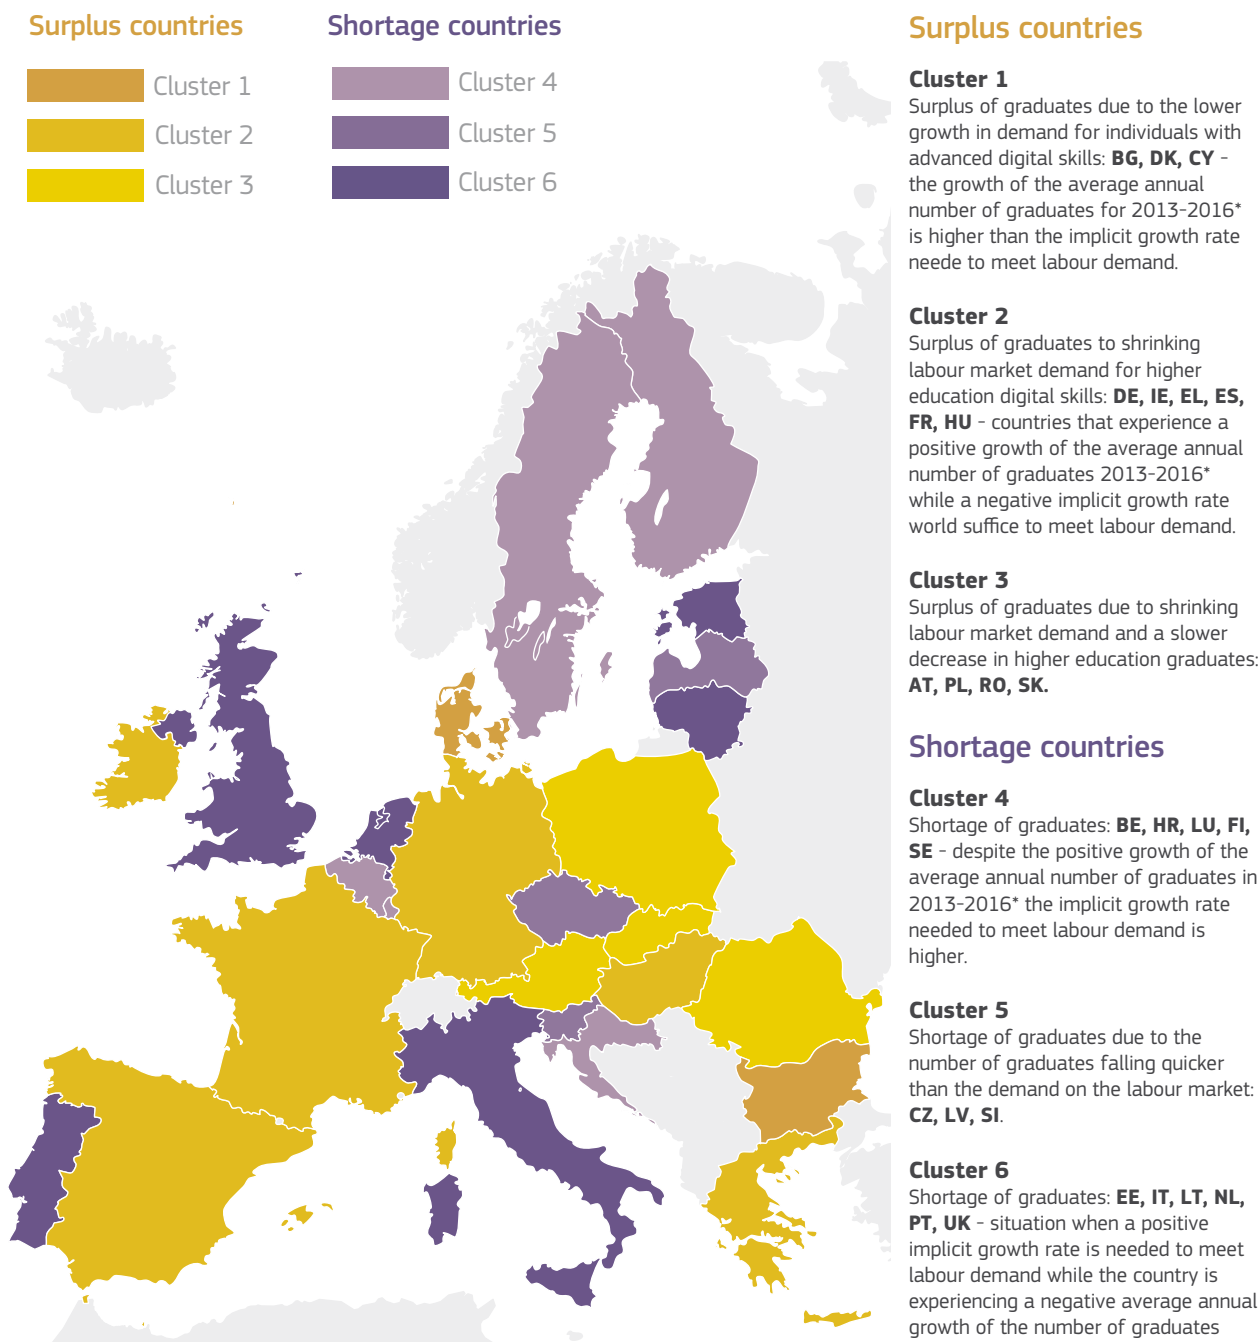 Surplus countries
Cluster 1
Cluster 2
Cluster 3
Shortage countries
Cluster 4
Cluster 5
Cluster 6
Surplus countries
Cluster 1
Surplus of graduates due to the lower
growth in demand for individuals with
advanced digital skills: BG, DK, CY -
the growth of the average annual
number of graduates for 2013-2016*
is higher than the implicit growth rate
neede to meet labour demand.
Cluster 2
Surplus of graduates to shrinking
labour market demand for higher
education digital skills: DE, IE, EL, ES,
FR, HU - countries that experience a
positive growth of the average annual
number of graduates 2013-2016*
while a negative implicit growth rate
world suffice to meet labour demand.
Cluster 3
Surplus of graduates due to shrinking
labour market demand and a slower
decrease in higher education graduates:
AT, PL, RO, SK.
Shortage countries
Cluster 4
Shortage of graduates: BE, HR, LU, FI,
SE - despite the positive growth of the
average annual number of graduates in
2013-2016* the implicit growth rate
needed to meet labour demand is
higher.
Cluster 5
Shortage of graduates due to the
number of graduates falling quicker
than the demand on the labour market:
CZ, LV, SI.
Cluster 6
Shortage of graduates: EE, IT, LT, NL,
PT, UK - situation when a positive
implicit growth rate is needed to meet
labour demand while the country is
experiencing a negative average annual
growth of the number of graduates